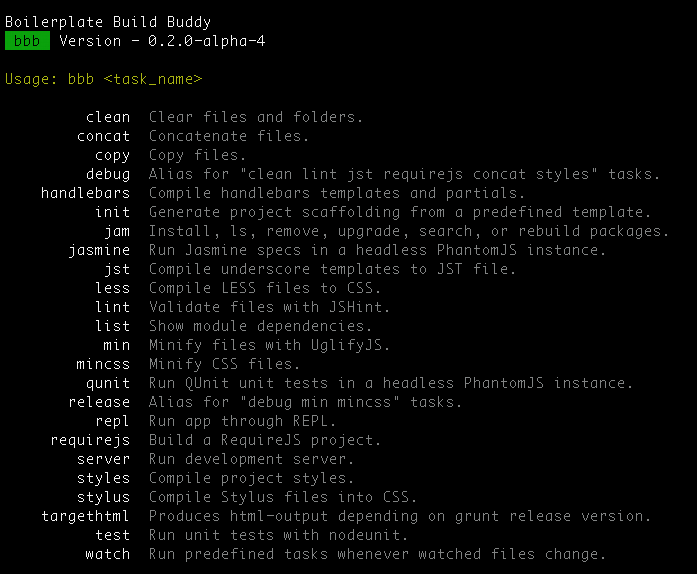 Boilerplate Build Buddy
bbb Version - 0.2.0-alpha-4
Usage: bbb <task_name>
clean Clear files and folders.
concat Concatenate files.
copy Copy files.
debug Alias for "clean lint jst requirejs concat styles" tasks.
handlebars Compile handlebars templates and partials.
init Generate project scaffolding from a predefined template.
jam Install, ls, remove, upgrade, search, or rebuild packages.
jasmine Run Jasmine specs in a headless PhantomJS instance.
jst Compile underscore templates to JST file.
less Compile LESS files to CSS.
lint Validate files with JSHint.
list Show module dependencies.
min Minify files with UglifyJS.
mincss Minify CSS files.
qunit Run QUnit unit tests in a headless PhantomJS instance.
release Alias for "debug min mincss" tasks.
repl Run app through REPL.
requirejs Build a RequireJS project.
server Run development server.
styles Compile project styles.
stylus Compile Stylus files into CSS.
targethtml Produces html-output depending on grunt release version.
test Run unit tests with nodeunit.
watch Run predefined tasks whenever watched files change.